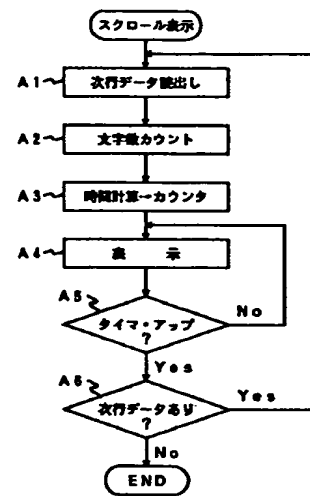 スクロール表示
A1 次行データ読出し
A2 文字数カウント
A3 時間計算→カウンタ
A4 表 示
A5 タイマ・アップ
? No
Yes
A6 次行データあり
? Yes
No
END